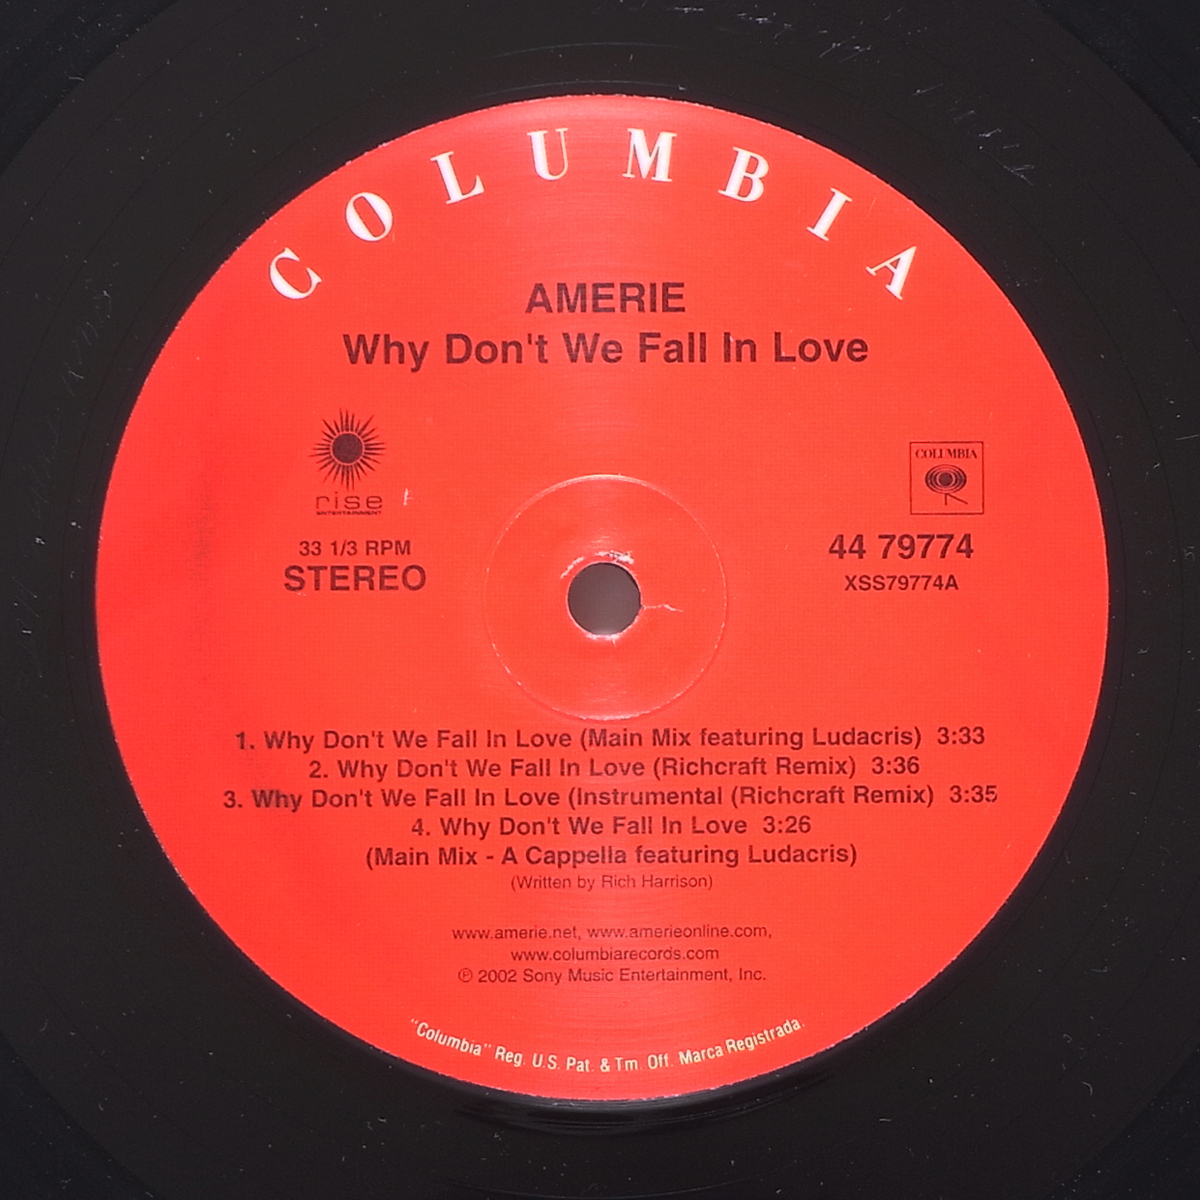 COLUMBIA
AMERIE
Why Don't We Fall In Love
rise
ENTERTAINMENT
COLUMBIA
33 1/3 RPM
STEREO
44 79774
XSS79774A
1. Why Don't We Fall In Love (Main Mix featuring Ludacris) 3:33
2. Why Don't We Fall In Love (Richcraft Remix) 3:36
3. Why Don't We Fall In Love (Instrumental (Richcraft Remix) 3:35
4. Why Don't We Fall In Love 3:26
(Main Mix - A Cappella featuring Ludacris)
(Written by Rich Harrison)
www.amerie.net, www.amerieonline.com,
www.columbiarecords.com
℗ 2002 Sony Music Entertainment, Inc.
"Columbia" Reg. U.S. Pat. & Tm. Off. Marca Registrada.